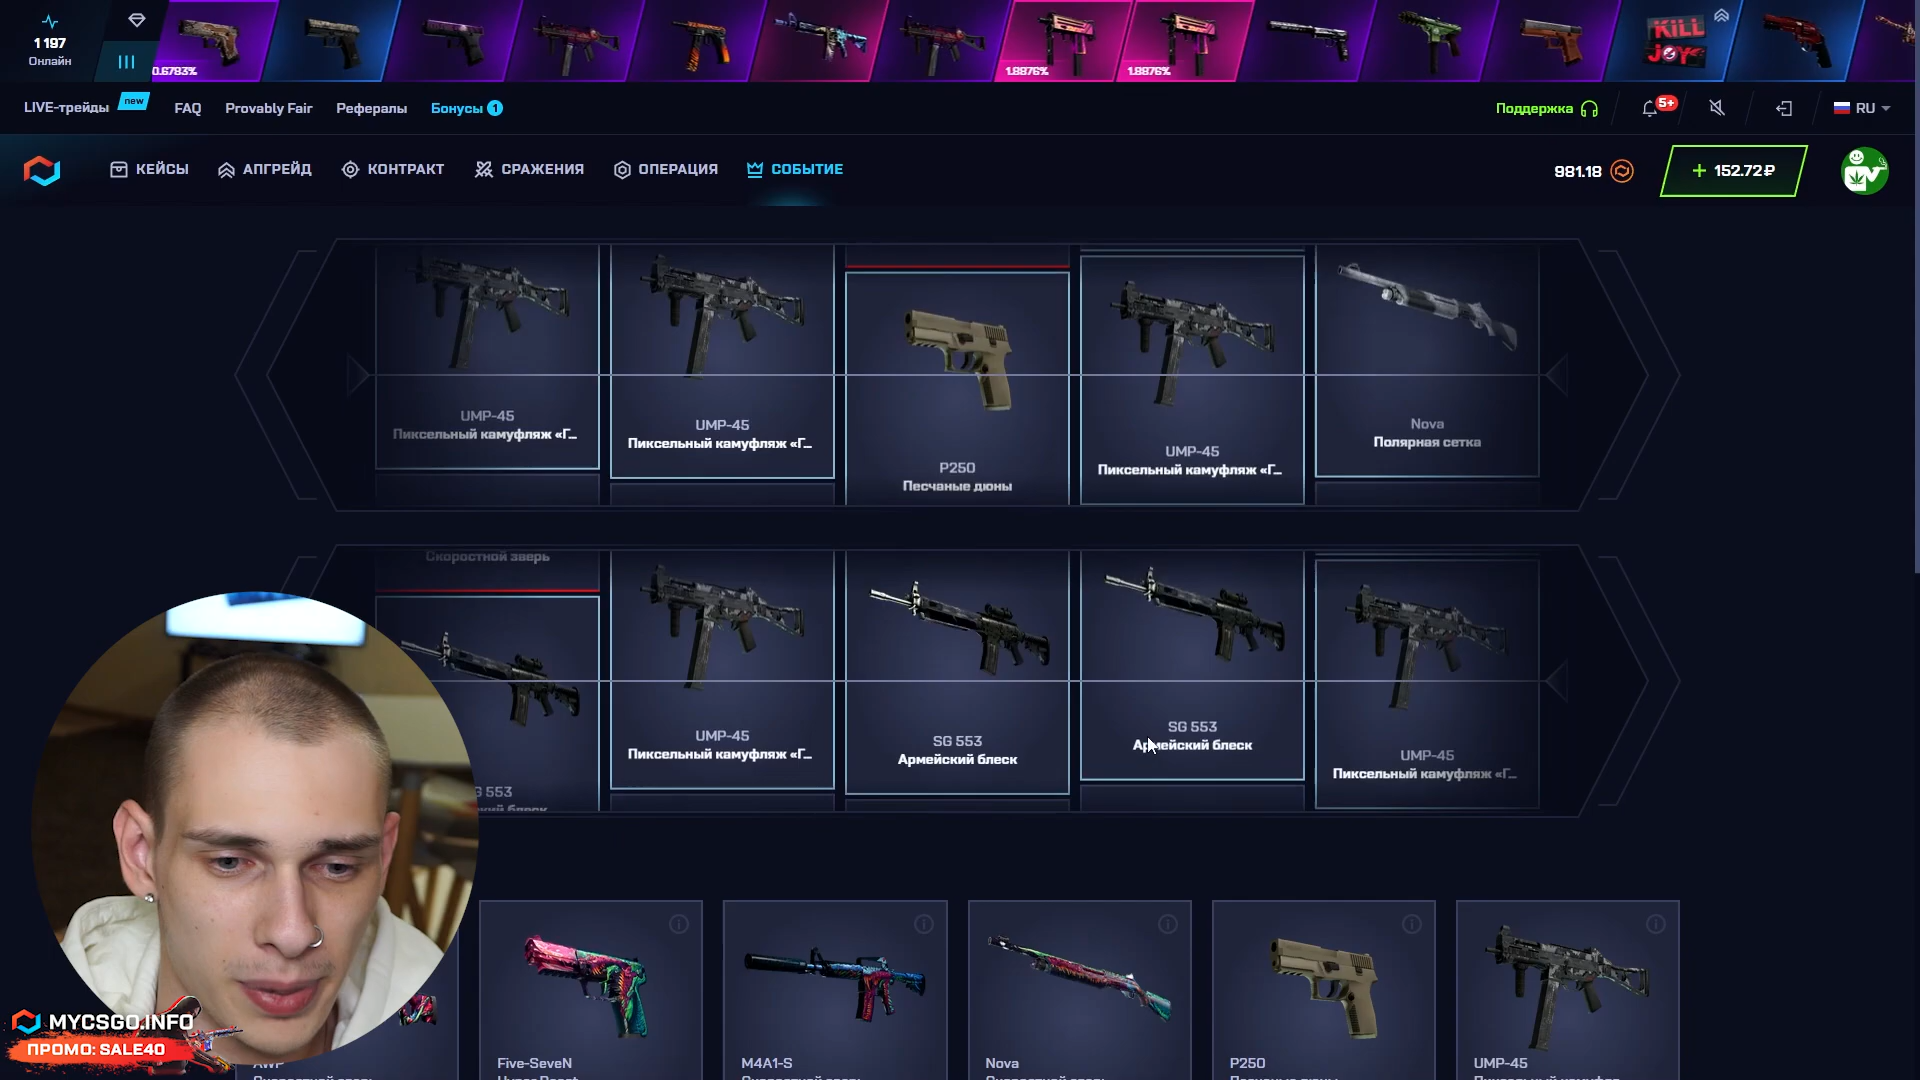 1 197
Онлайн
0.6783%
1.8876%
1.8876%
KILL
JOY
LIVE-трейды
new
FAQ
Provably Fair
Рефералы
Бонусы 1
Поддержка
5+
RU
КЕЙСЫ
АПГРЕЙД
КОНТРАКТ
СРАЖЕНИЯ
ОПЕРАЦИЯ
СОБЫТИЕ
981.18
+ 152.72 ₽
UMP-45
Пиксельный камуфляж «Г...
UMP-45
Пиксельный камуфляж «Г...
P250
Песчаные дюны
UMP-45
Пиксельный камуфляж «Г...
Nova
Полярная сетка
Скоростной зверь
553
UMP-45
Пиксельный камуфляж «Г...
SG 553
Армейский блеск
SG 553
Армейский блеск
UMP-45
Пиксельный камуфляж «Г...
MYCSGO.INFO
ПРОМО: SALE40
AWP
Five-SeveN
M4A1-S
Nova
P250
UMP-45